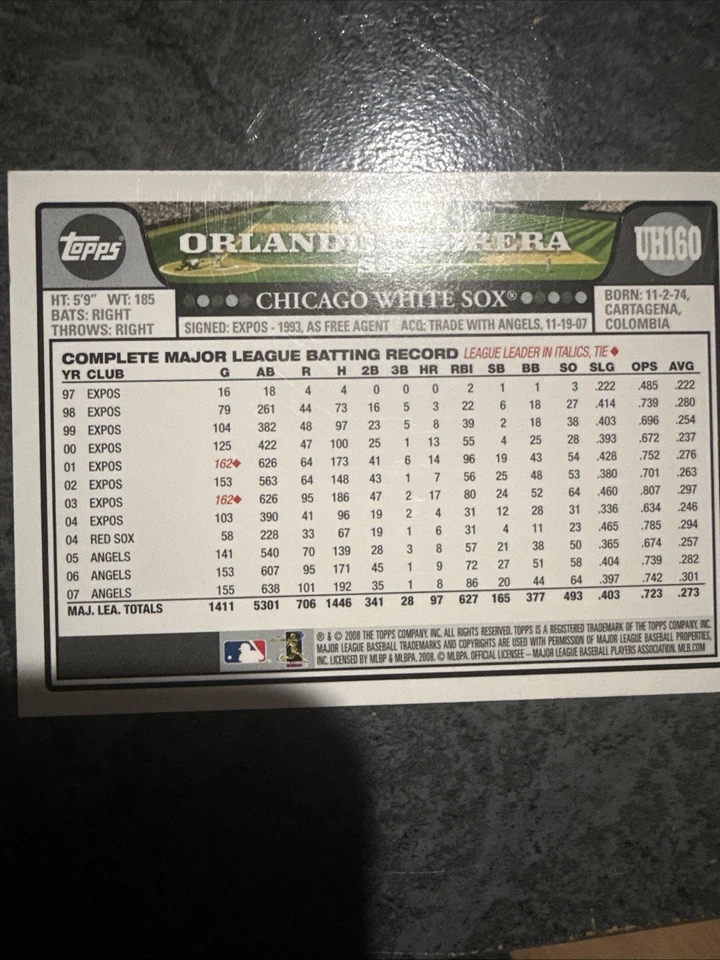 topps
ORLANDO CABRERA
UH160
HT: 5'9" WT: 185
BATS: RIGHT
THROWS: RIGHT
CHICAGO WHITE SOX®
SIGNED: EXPOS - 1993, AS FREE AGENT ACQ: TRADE WITH ANGELS, 11-19-07
BORN: 11-2-74,
CARTAGENA,
COLOMBIA
COMPLETE MAJOR LEAGUE BATTING RECORD LEAGUE LEADER IN ITALICS, TIE ♦
YR CLUB G AB R H 2B 3B HR RBI SB BB SO SLG OPS AVG
97 EXPOS 16 18 4 4 0 0 0 2 1 1 3 .222 .485 .222
98 EXPOS 79 261 44 73 16 5 3 22 6 18 27 .414 .739 .280
99 EXPOS 104 382 48 97 23 5 8 39 2 18 38 .403 .696 .254
00 EXPOS 125 422 47 100 25 1 13 55 4 25 28 .393 .672 .237
01 EXPOS 162♦ 626 64 173 41 6 14 96 19 43 54 .428 .752 .276
02 EXPOS 153 563 64 148 43 1 7 56 25 48 53 .380 .701 .263
03 EXPOS 162♦ 626 95 186 47 2 17 80 24 52 64 .460 .807 .297
04 EXPOS 103 390 41 96 19 2 4 31 12 28 31 .336 .634 .246
04 RED SOX 58 228 33 67 19 1 6 31 4 11 23 .465 .785 .294
05 ANGELS 141 540 70 139 28 3 8 57 21 38 50 .365 .674 .257
06 ANGELS 153 607 95 171 45 1 9 72 27 51 58 .404 .739 .282
07 ANGELS 155 638 101 192 35 1 8 86 20 44 64 .397 .742 .301
MAJ. LEA. TOTALS 1411 5301 706 1446 341 28 97 627 165 377 493 .403 .723 .273
® & © 2008 THE TOPPS COMPANY, INC. ALL RIGHTS RESERVED. TOPPS IS A REGISTERED TRADEMARK OF THE TOPPS COMPANY, INC.
MAJOR LEAGUE BASEBALL TRADEMARKS AND COPYRIGHTS ARE USED WITH PERMISSION OF MAJOR LEAGUE BASEBALL PROPERTIES,
INC. LICENSED BY MLBP & MLBPA, 2008. © MLBPA. OFFICIAL LICENSEE – MAJOR LEAGUE BASEBALL PLAYERS ASSOCIATION. MLB.COM